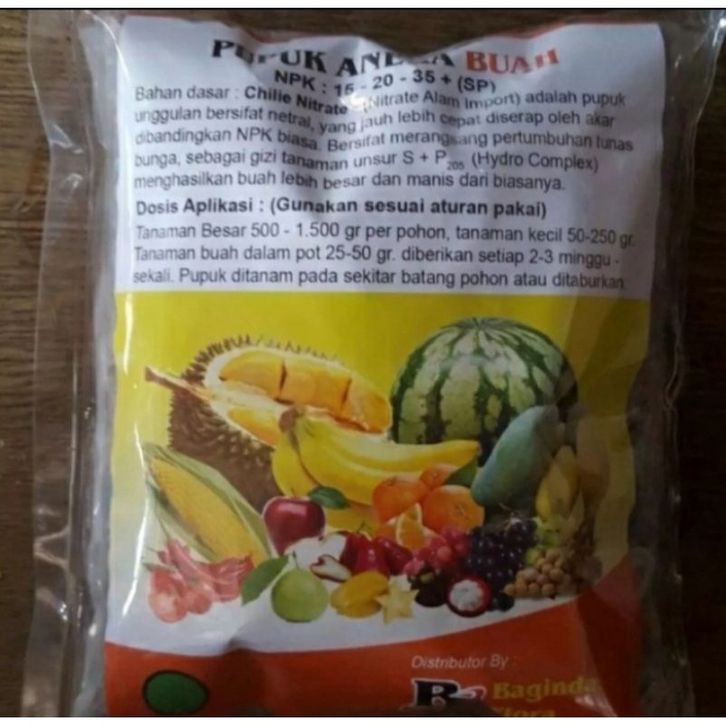 PUPUK ANEKA BUAH
NPK : 15 - 20 - 35 + (SP)
Bahan dasar : Chilie Nitrate (Nitrate Alam Import) adalah pupuk
unggulan bersifat netral, yang jauh lebih cepat diserap oleh akar
dibandingkan NPK biasa. Bersifat merangsang pertumbuhan tunas
bunga, sebagai gizi tanaman unsur S + P205 (Hydro Complex)
menghasilkan buah lebih besar dan manis dari biasanya.
Dosis Aplikasi : (Gunakan sesuai aturan pakai)
Tanaman Besar 500 - 1.500 gr per pohon, tanaman kecil 50-250 gr.
Tanaman buah dalam pot 25-50 gr. diberikan setiap 2-3 minggu -
sekali. Pupuk ditanam pada sekitar batang pohon atau ditaburkan.
Distributor By :
Baginda
Store